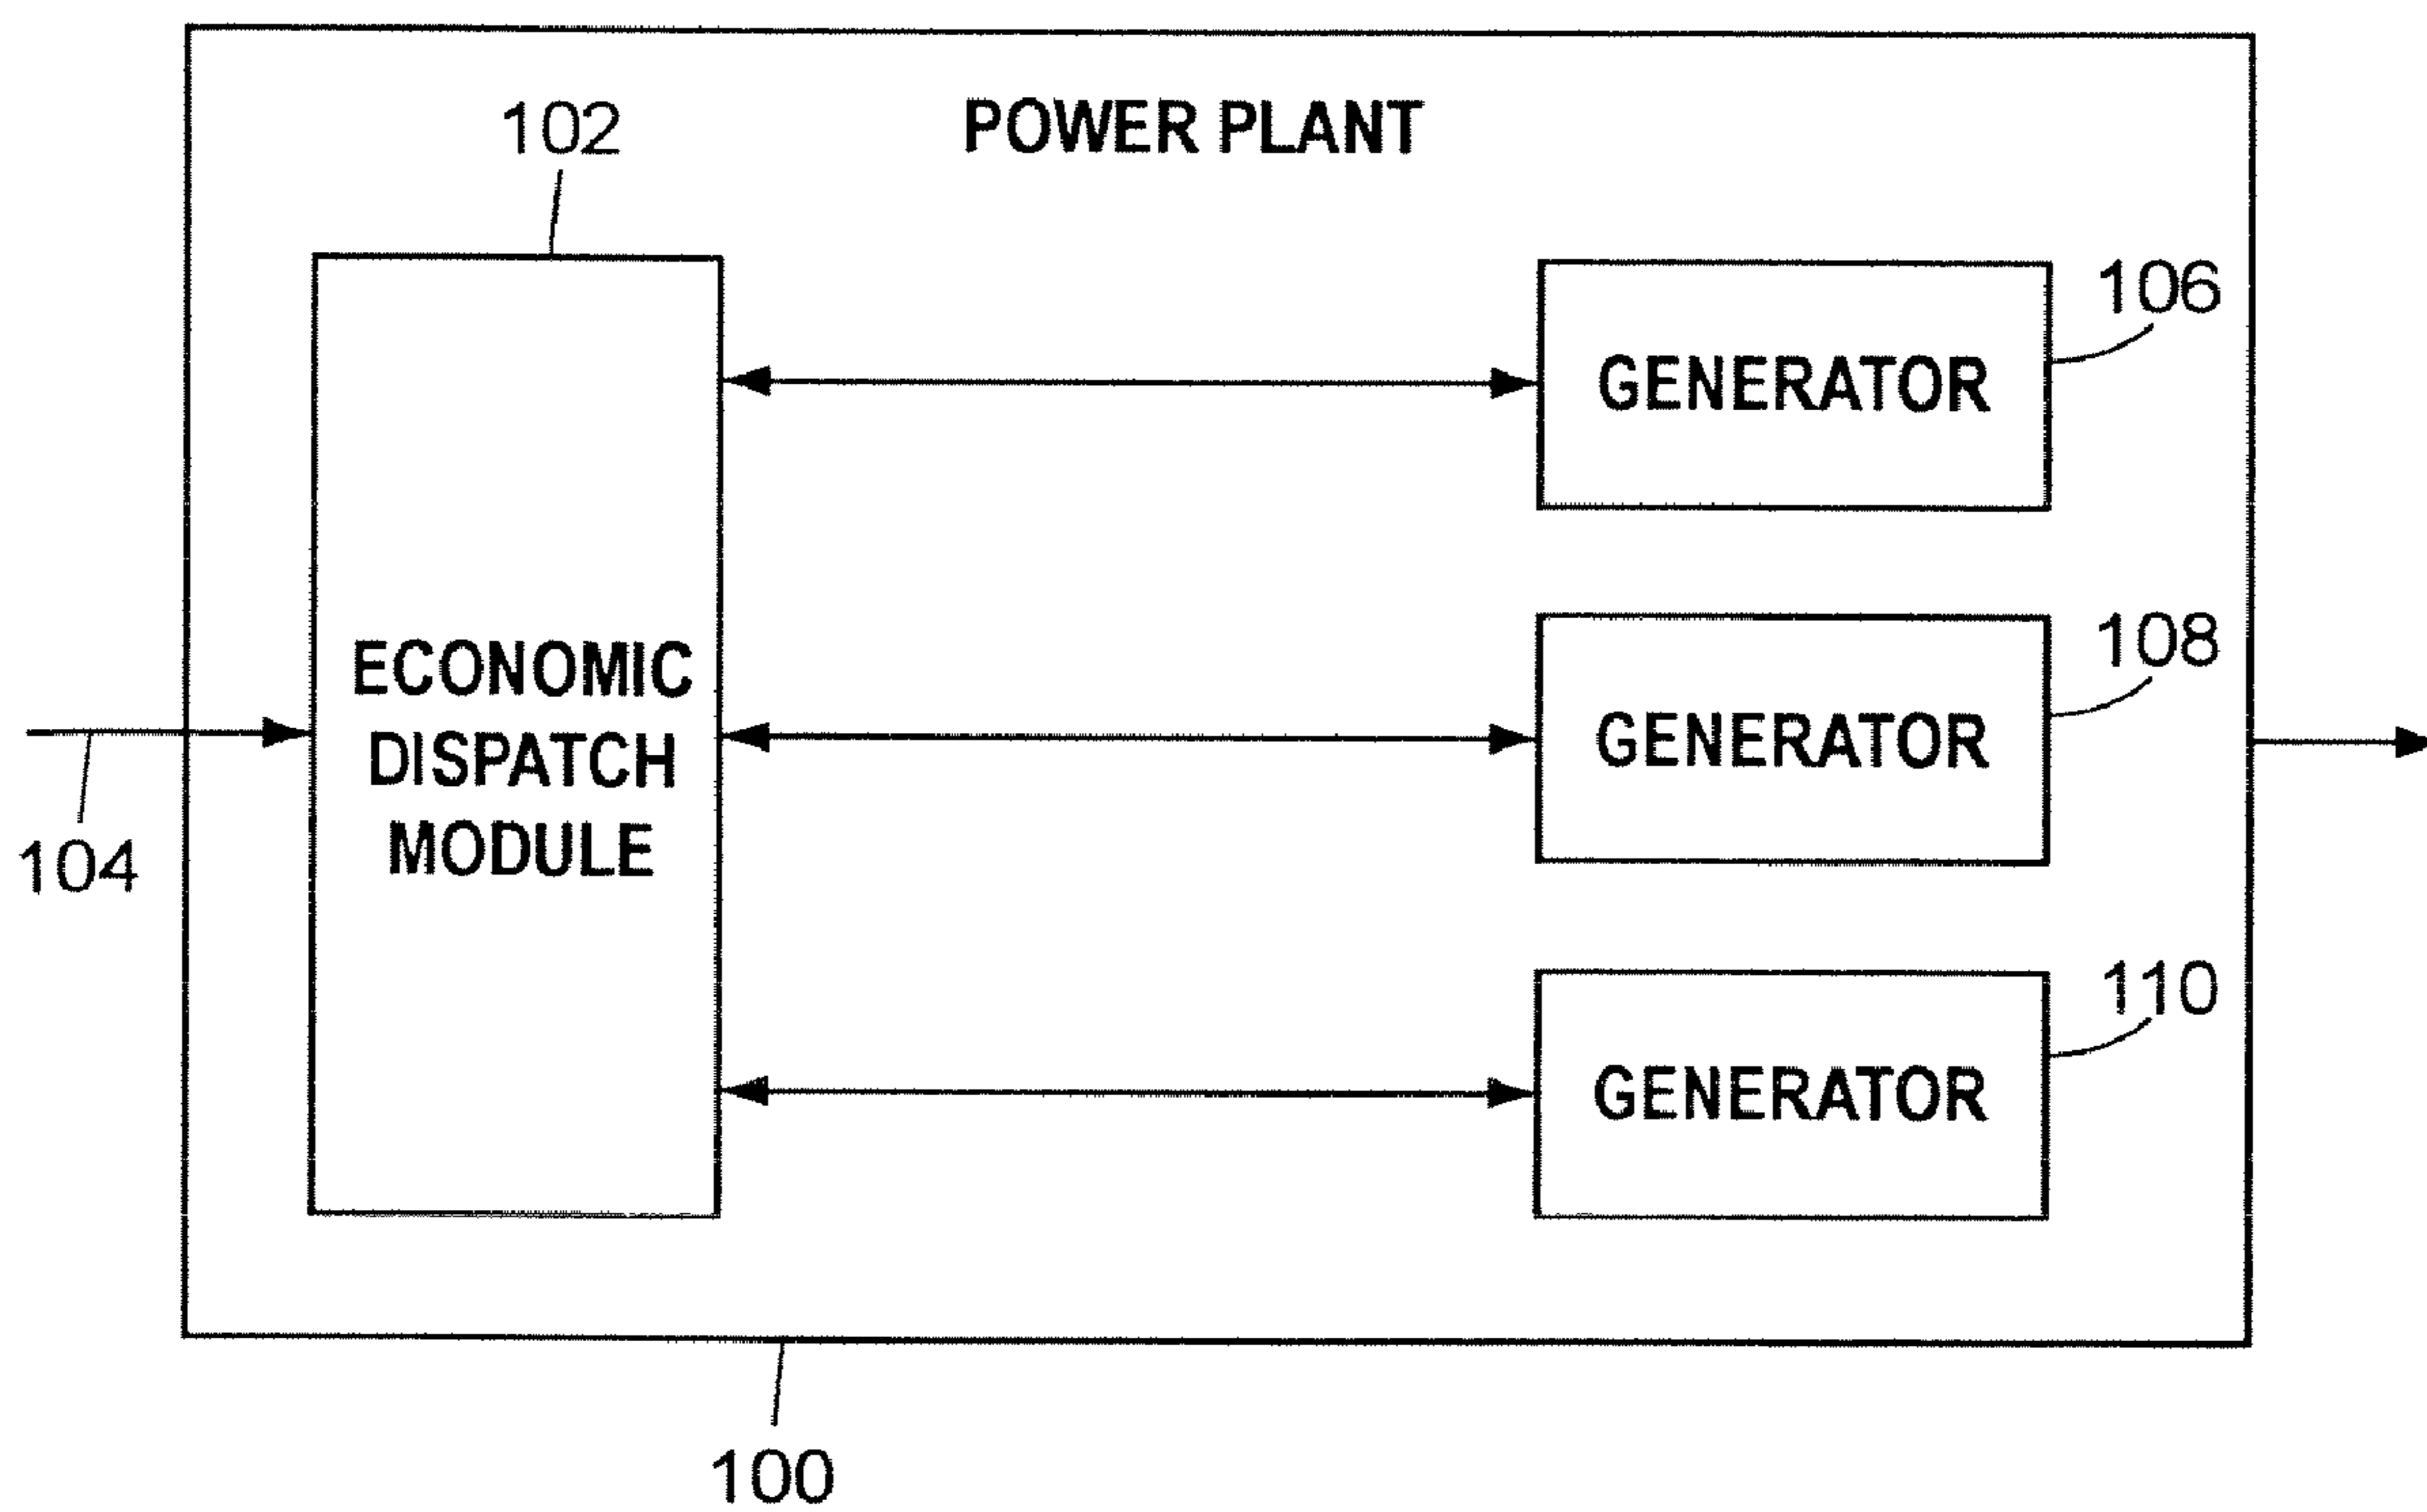 POWER PLANT
102
106
GENERATOR
108
ECONOMIC
DISPATCH
MODULE
GENERATOR
104
110
GENERATOR
100